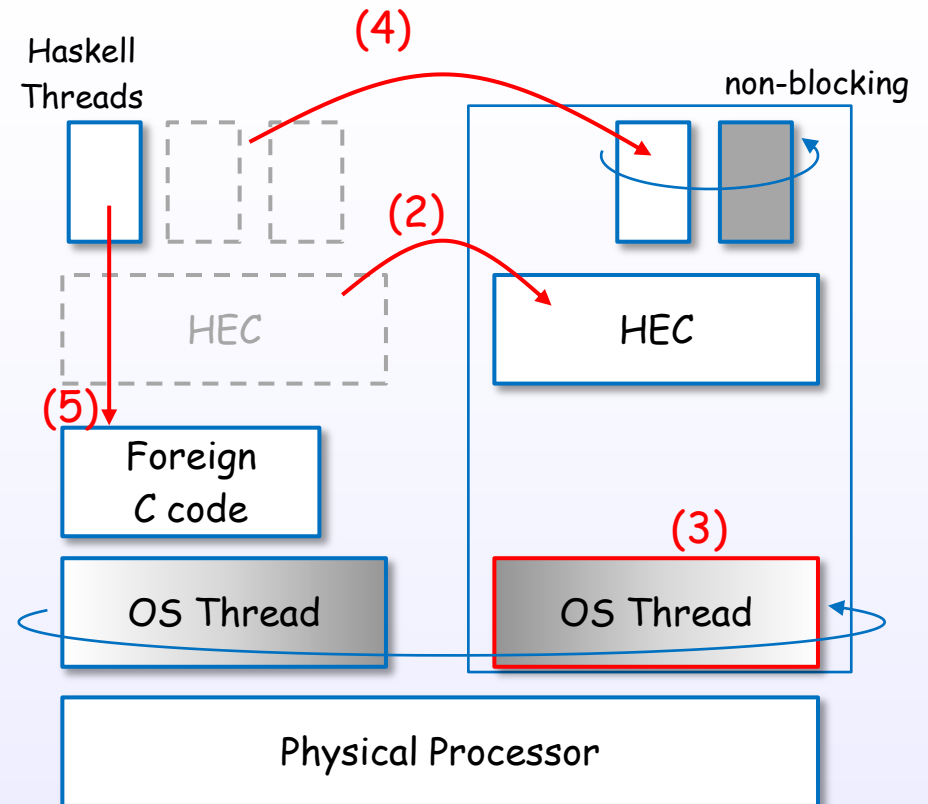 (4)
Haskell
Threads
non-blocking
(2)
HEC
HEC
(5)
Foreign
C code
(3)
OS Thread
OS Thread
Physical Processor